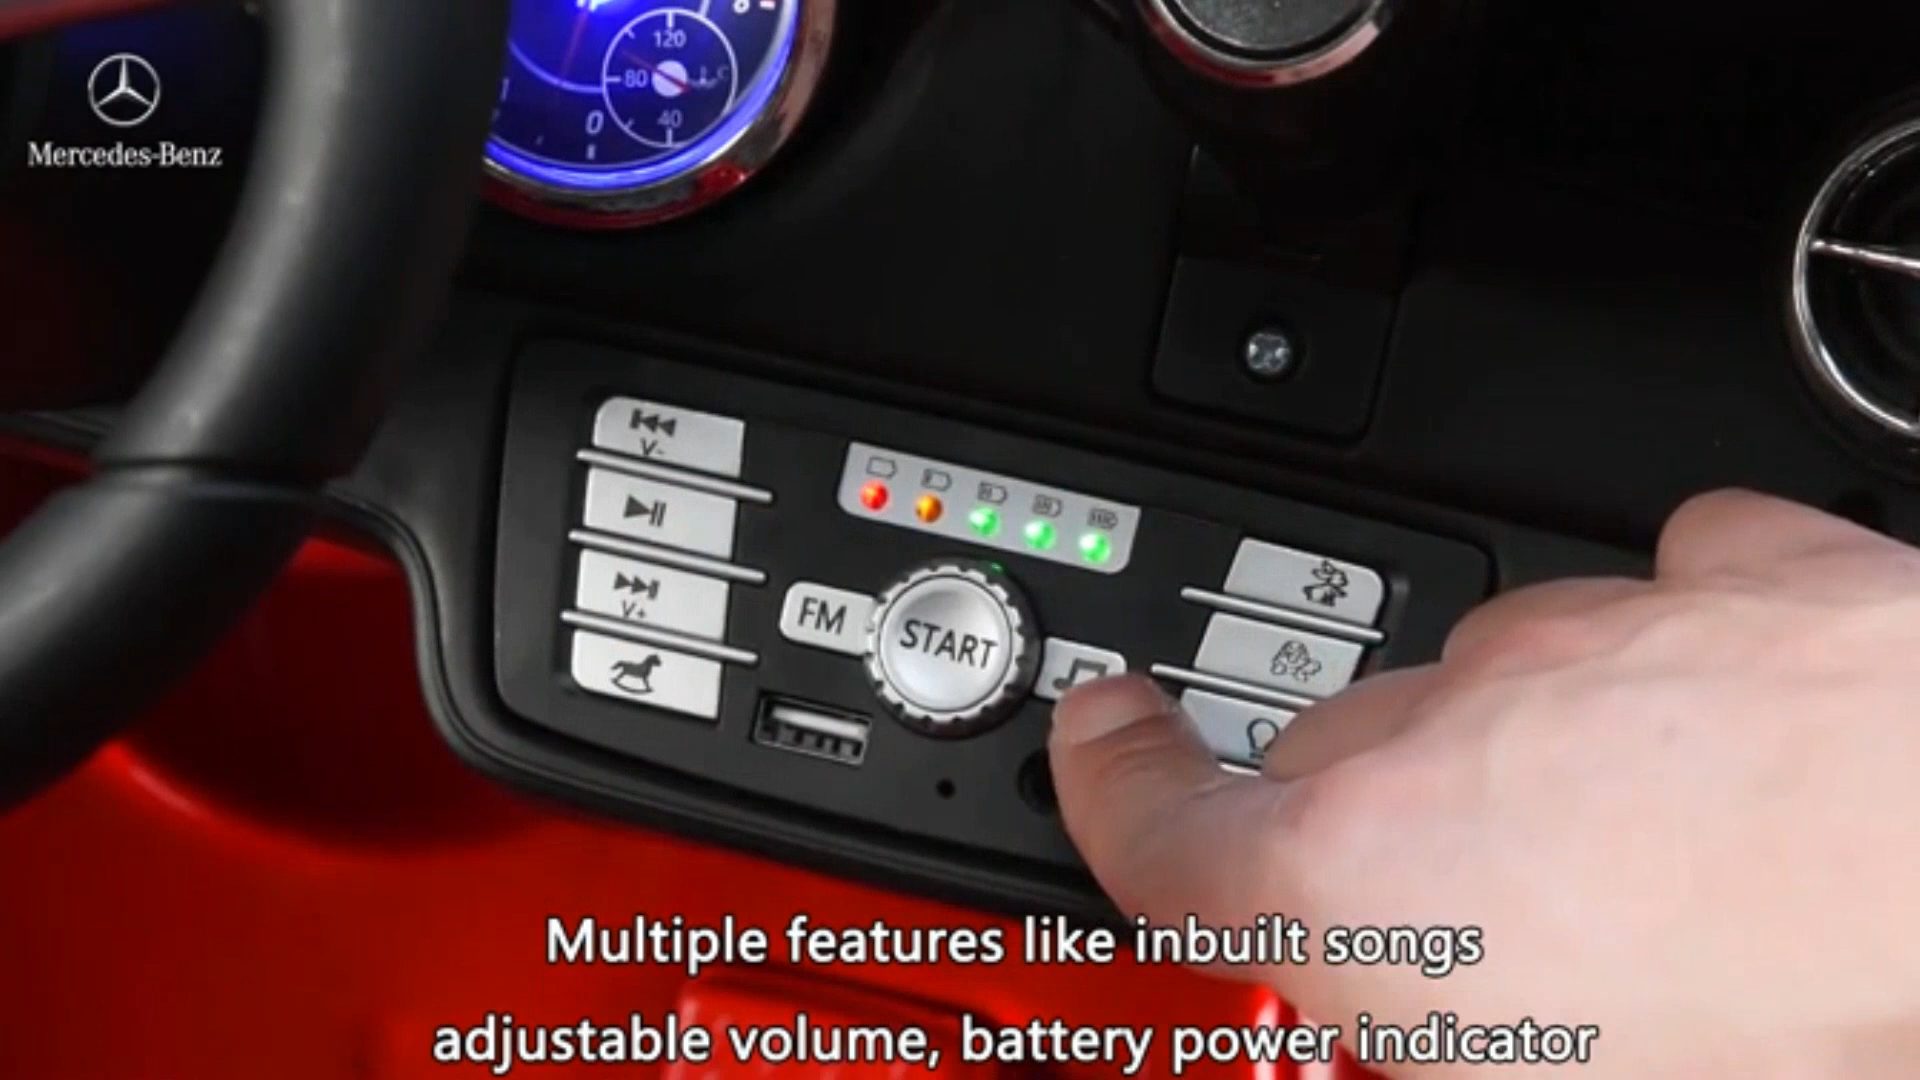 120
80
40
0
Mercedes-Benz
V-
V+
FM
START
Multiple features like inbuilt songs
adjustable volume, battery power indicator